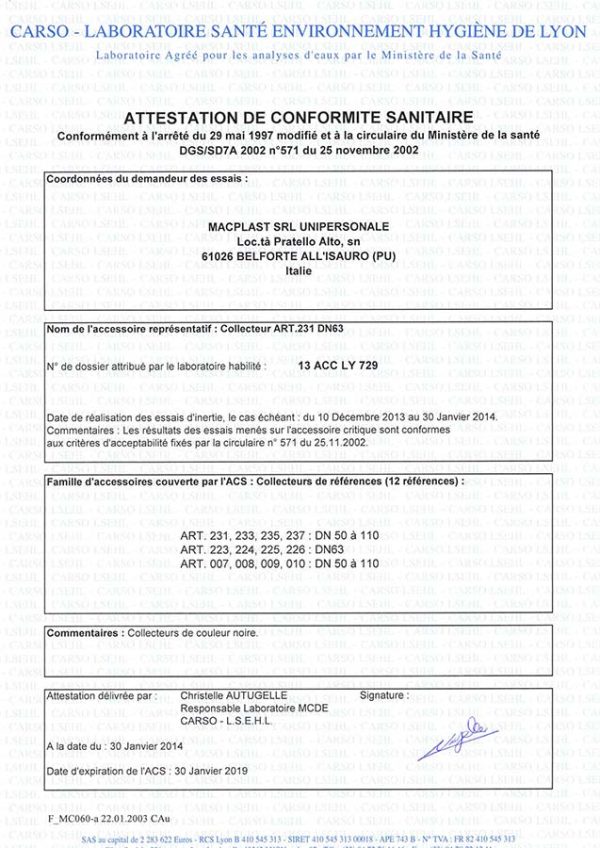 CARSO - LABORATOIRE SANTÉ ENVIRONNEMENT HYGIÈNE DE LYON
Laboratoire Agréé pour les analyses d'eaux par le Ministère de la Santé
ATTESTATION DE CONFORMITE SANITAIRE
Conformément à l'arrêté du 29 mai 1997 modifié et à la circulaire du Ministère de la santé
DGS/SD7A 2002 n°571 du 25 novembre 2002
Coordonnées du demandeur des essais :
MACPLAST SRL UNIPERSONALE
Loc.tà Pratello Alto, sn
61026 BELFORTE ALL'ISAURO (PU)
Italie
Nom de l'accessoire représentatif : Collecteur ART.231 DN63
N° de dossier attribué par le laboratoire habilité : 13 ACC LY 729
Date de réalisation des essais d'inertie, le cas échéant : du 10 Décembre 2013 au 30 Janvier 2014.
Commentaires : Les résultats des essais menés sur l'accessoire critique sont conformes
aux critères d'acceptabilité fixés par la circulaire n° 571 du 25.11.2002.
Famille d'accessoires couverte par l'ACS : Collecteurs de références (12 références) :
ART. 231, 233, 235, 237 : DN 50 à 110
ART. 223, 224, 225, 226 : DN63
ART. 007, 008, 009, 010 : DN 50 à 110
Commentaires : Collecteurs de couleur noire.
Attestation délivrée par : Christelle AUTUGELLE Signature :
Responsable Laboratoire MCDE
CARSO - L.S.E.H.L.
A la date du : 30 Janvier 2014
Date d'expiration de l'ACS : 30 Janvier 2019
F_MC060-a 22.01.2003 CAu
SAS au capital de 2 283 622 Euros - RCS Lyon B 410 545 313 - SIRET 410 545 313 00018 - APE 743 B - N° TVA : FR 82 410 545 313